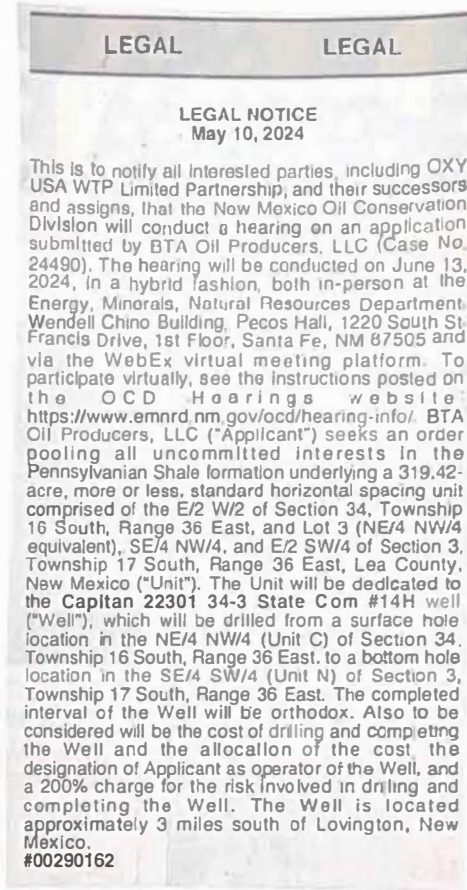 LEGAL LEGAL
LEGAL NOTICE
May 10, 2024
This is to notify all interested parties, including OXY
USA WTP Limited Partnership, and their successors
and assigns, that the New Mexico Oil Conservation
Division will conduct a hearing on an application
submitted by BTA Oil Producers, LLC (Case No.
24490). The hearing will be conducted on June 13,
2024, in a hybrid fashion, both in-person at the
Energy, Minerals, Natural Resources Department,
Wendell Chino Building, Pecos Hall, 1220 South St.
Francis Drive, 1st Floor, Santa Fe, NM 87505 and
via the WebEx virtual meeting platform. To
participate virtually, see the instructions posted on
the OCD Hearings website:
https://www.emnrd.nm.gov/ocd/hearing-info/. BTA
Oil Producers, LLC ("Applicant") seeks an order
pooling all uncommitted interests in the
Pennsylvanian Shale formation underlying a 319.42-
acre, more or less, standard horizontal spacing unit
comprised of the E/2 W/2 of Section 34, Township
16 South, Range 36 East, and Lot 3 (NE/4 NW/4
equivalent), SE/4 NW/4, and E/2 SW/4 of Section 3,
Township 17 South, Range 36 East, Lea County,
New Mexico ("Unit"). The Unit will be dedicated to
the Capitan 22301 34-3 State Com #14H well
("Well"), which will be drilled from a surface hole
location in the NE/4 NW/4 (Unit C) of Section 34,
Township 16 South, Range 36 East, to a bottom hole
location in the SE/4 SW/4 (Unit N) of Section 3,
Township 17 South, Range 36 East. The completed
interval of the Well will be orthodox. Also to be
considered will be the cost of drilling and completing
the Well and the allocation of the cost, the
designation of Applicant as operator of the Well, and
a 200% charge for the risk involved in drilling and
completing the Well. The Well is located
approximately 3 miles south of Lovington, New
Mexico.
#00290162